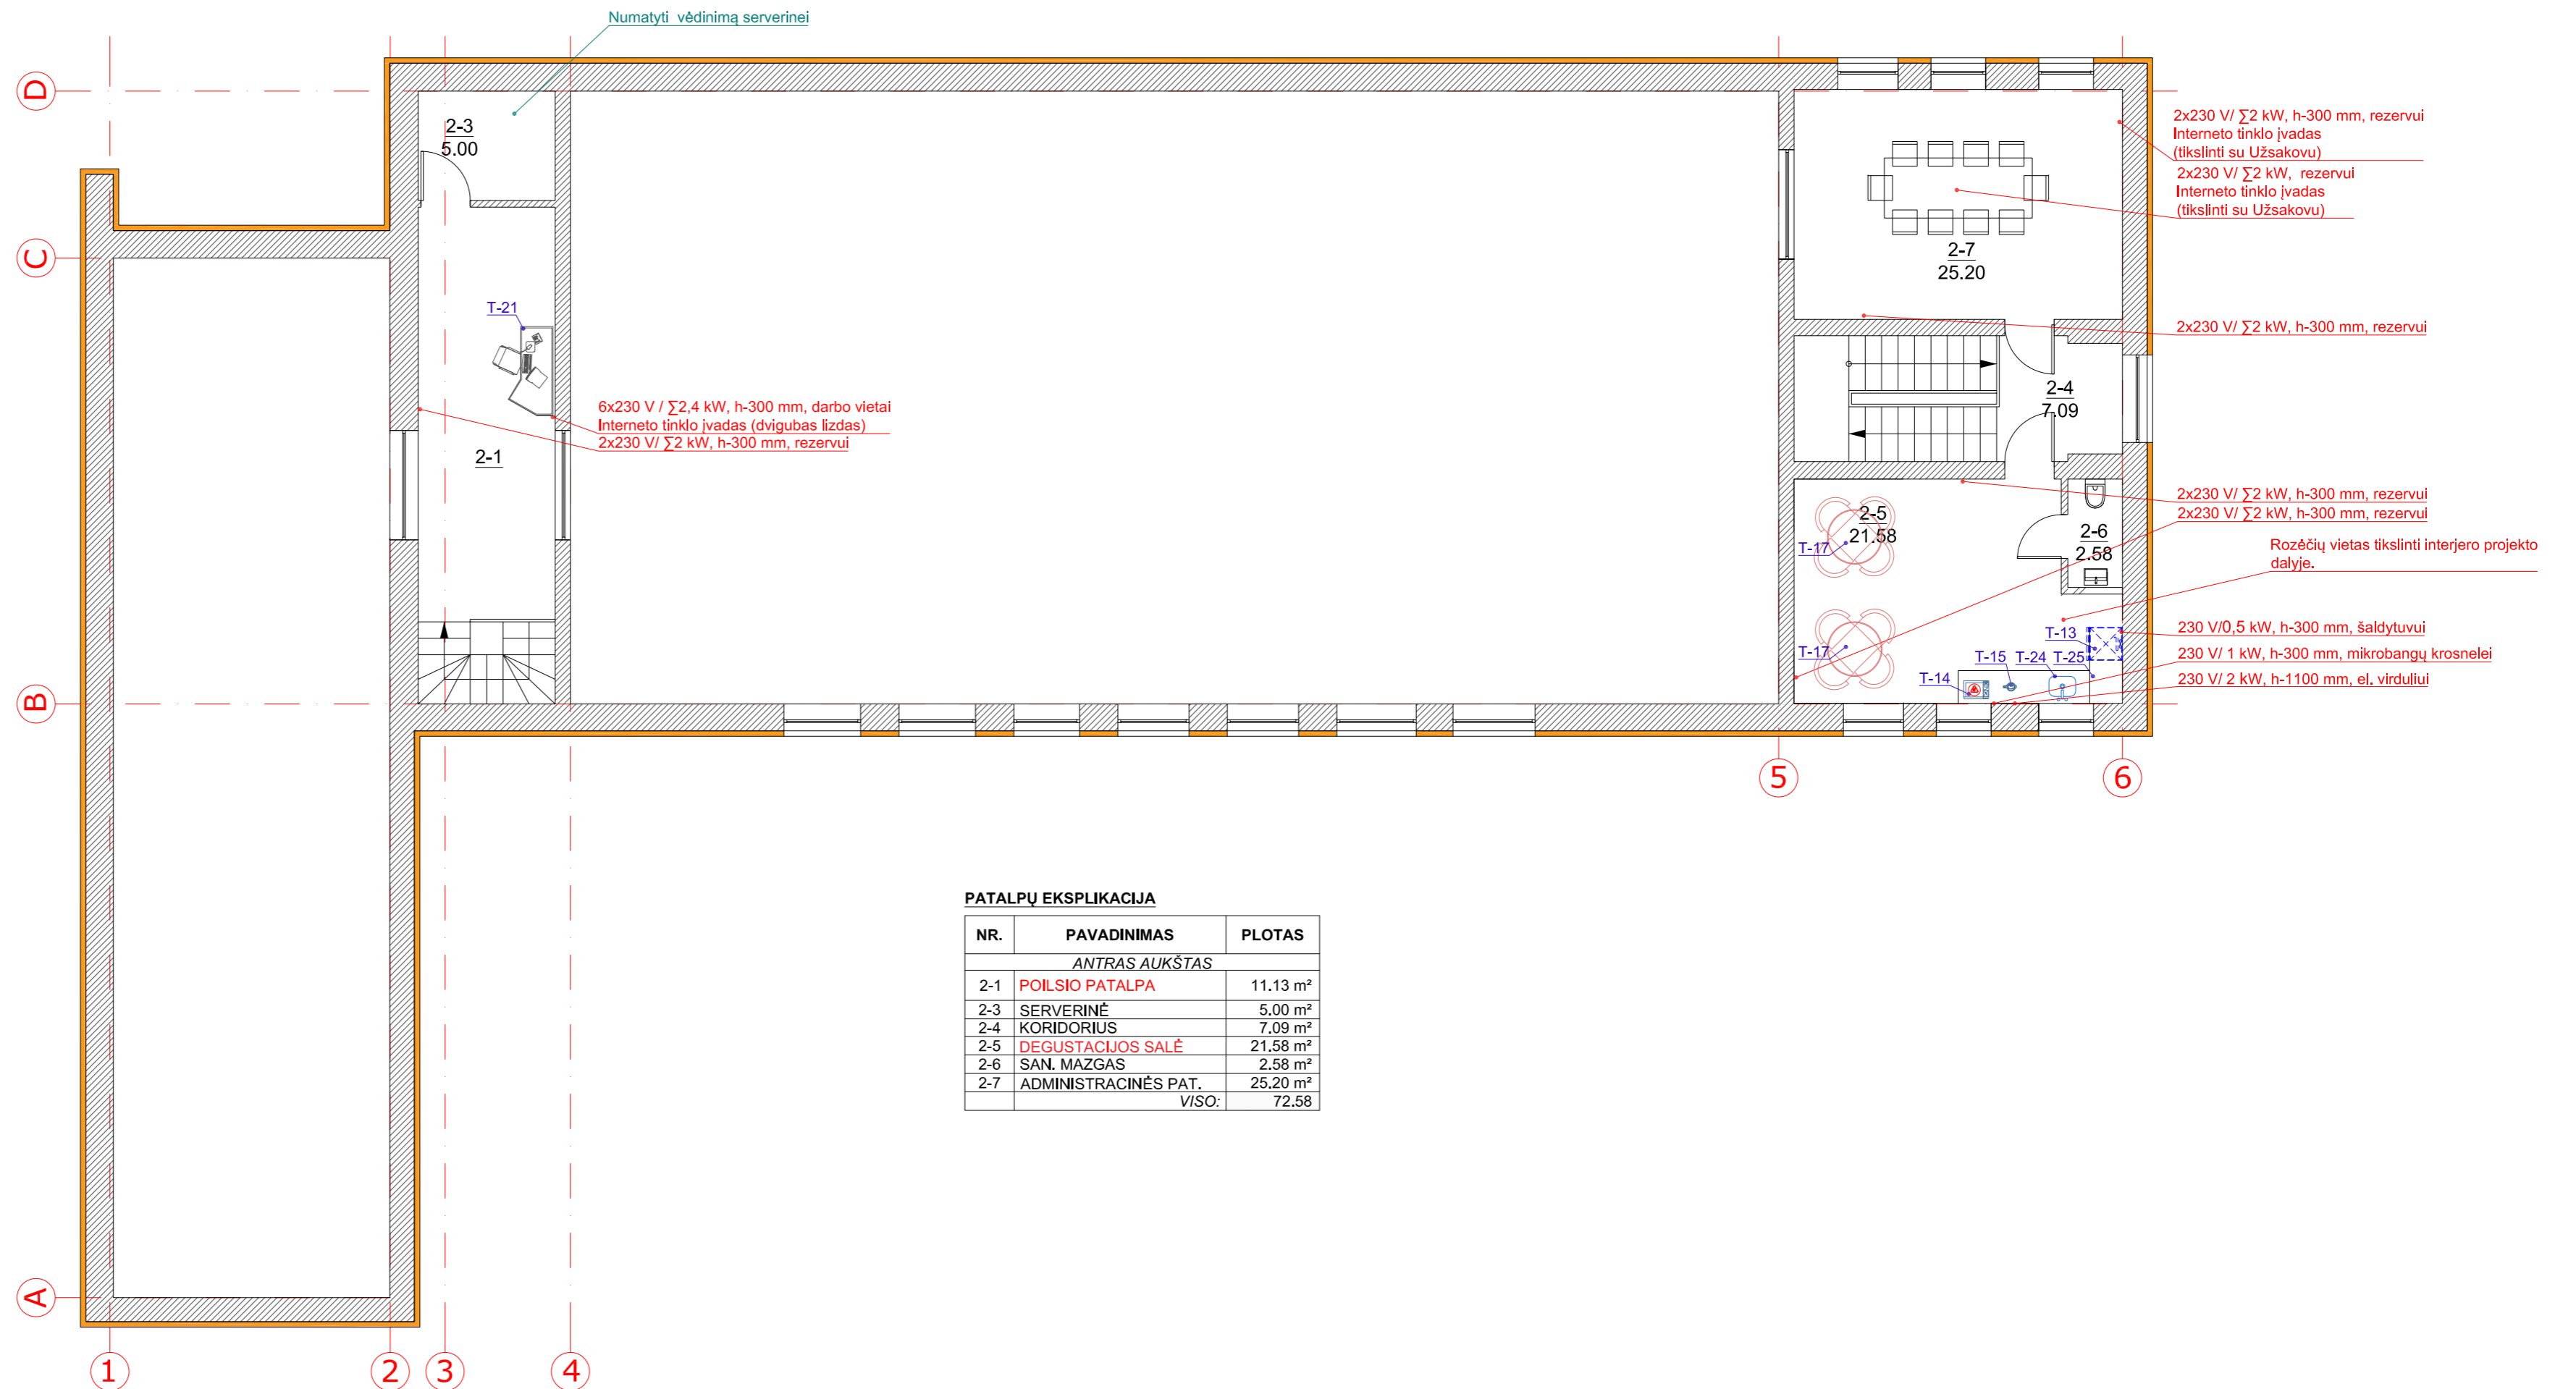 Numatyti vėdinimą serverinei
D
C
B
A
1
2
3
4
5
6
2-3
5.00
T-21
6x230 V / ∑2,4 kW, h-300 mm, darbo vietai
Interneto tinklo įvadas (dvigubas lizdas)
2x230 V/ ∑2 kW, h-300 mm, rezervui
2-1
2x230 V/ ∑2 kW, h-300 mm, rezervui
Interneto tinklo įvadas
(tikslinti su Užsakovu)
2x230 V/ ∑2 kW, rezervui
Interneto tinklo įvadas
(tikslinti su Užsakovu)
2-7
25.20
2x230 V/ ∑2 kW, h-300 mm, rezervui
2-4
7.09
2x230 V/ ∑2 kW, h-300 mm, rezervui
2x230 V/ ∑2 kW, h-300 mm, rezervui
2-5
21.58
T-17
2-6
2.58
Rozėčių vietas tikslinti interjero projekto
dalyje.
T-17
T-13
230 V/0,5 kW, h-300 mm, šaldytuvui
T-14
T-15
T-24
T-25
230 V/ 1 kW, h-300 mm, mikrobangų krosnelei
230 V/ 2 kW, h-1100 mm, el. virduliui
PATALPŲ EKSPLIKACIJA
NR. PAVADINIMAS PLOTAS
ANTRAS AUKŠTAS
2-1 POILSIO PATALPA 11.13 m²
2-3 SERVERINĖ 5.00 m²
2-4 KORIDORIUS 7.09 m²
2-5 DEGUSTACIJOS SALĖ 21.58 m²
2-6 SAN. MAZGAS 2.58 m²
2-7 ADMINISTRACINĖS PAT. 25.20 m²
VISO: 72.58